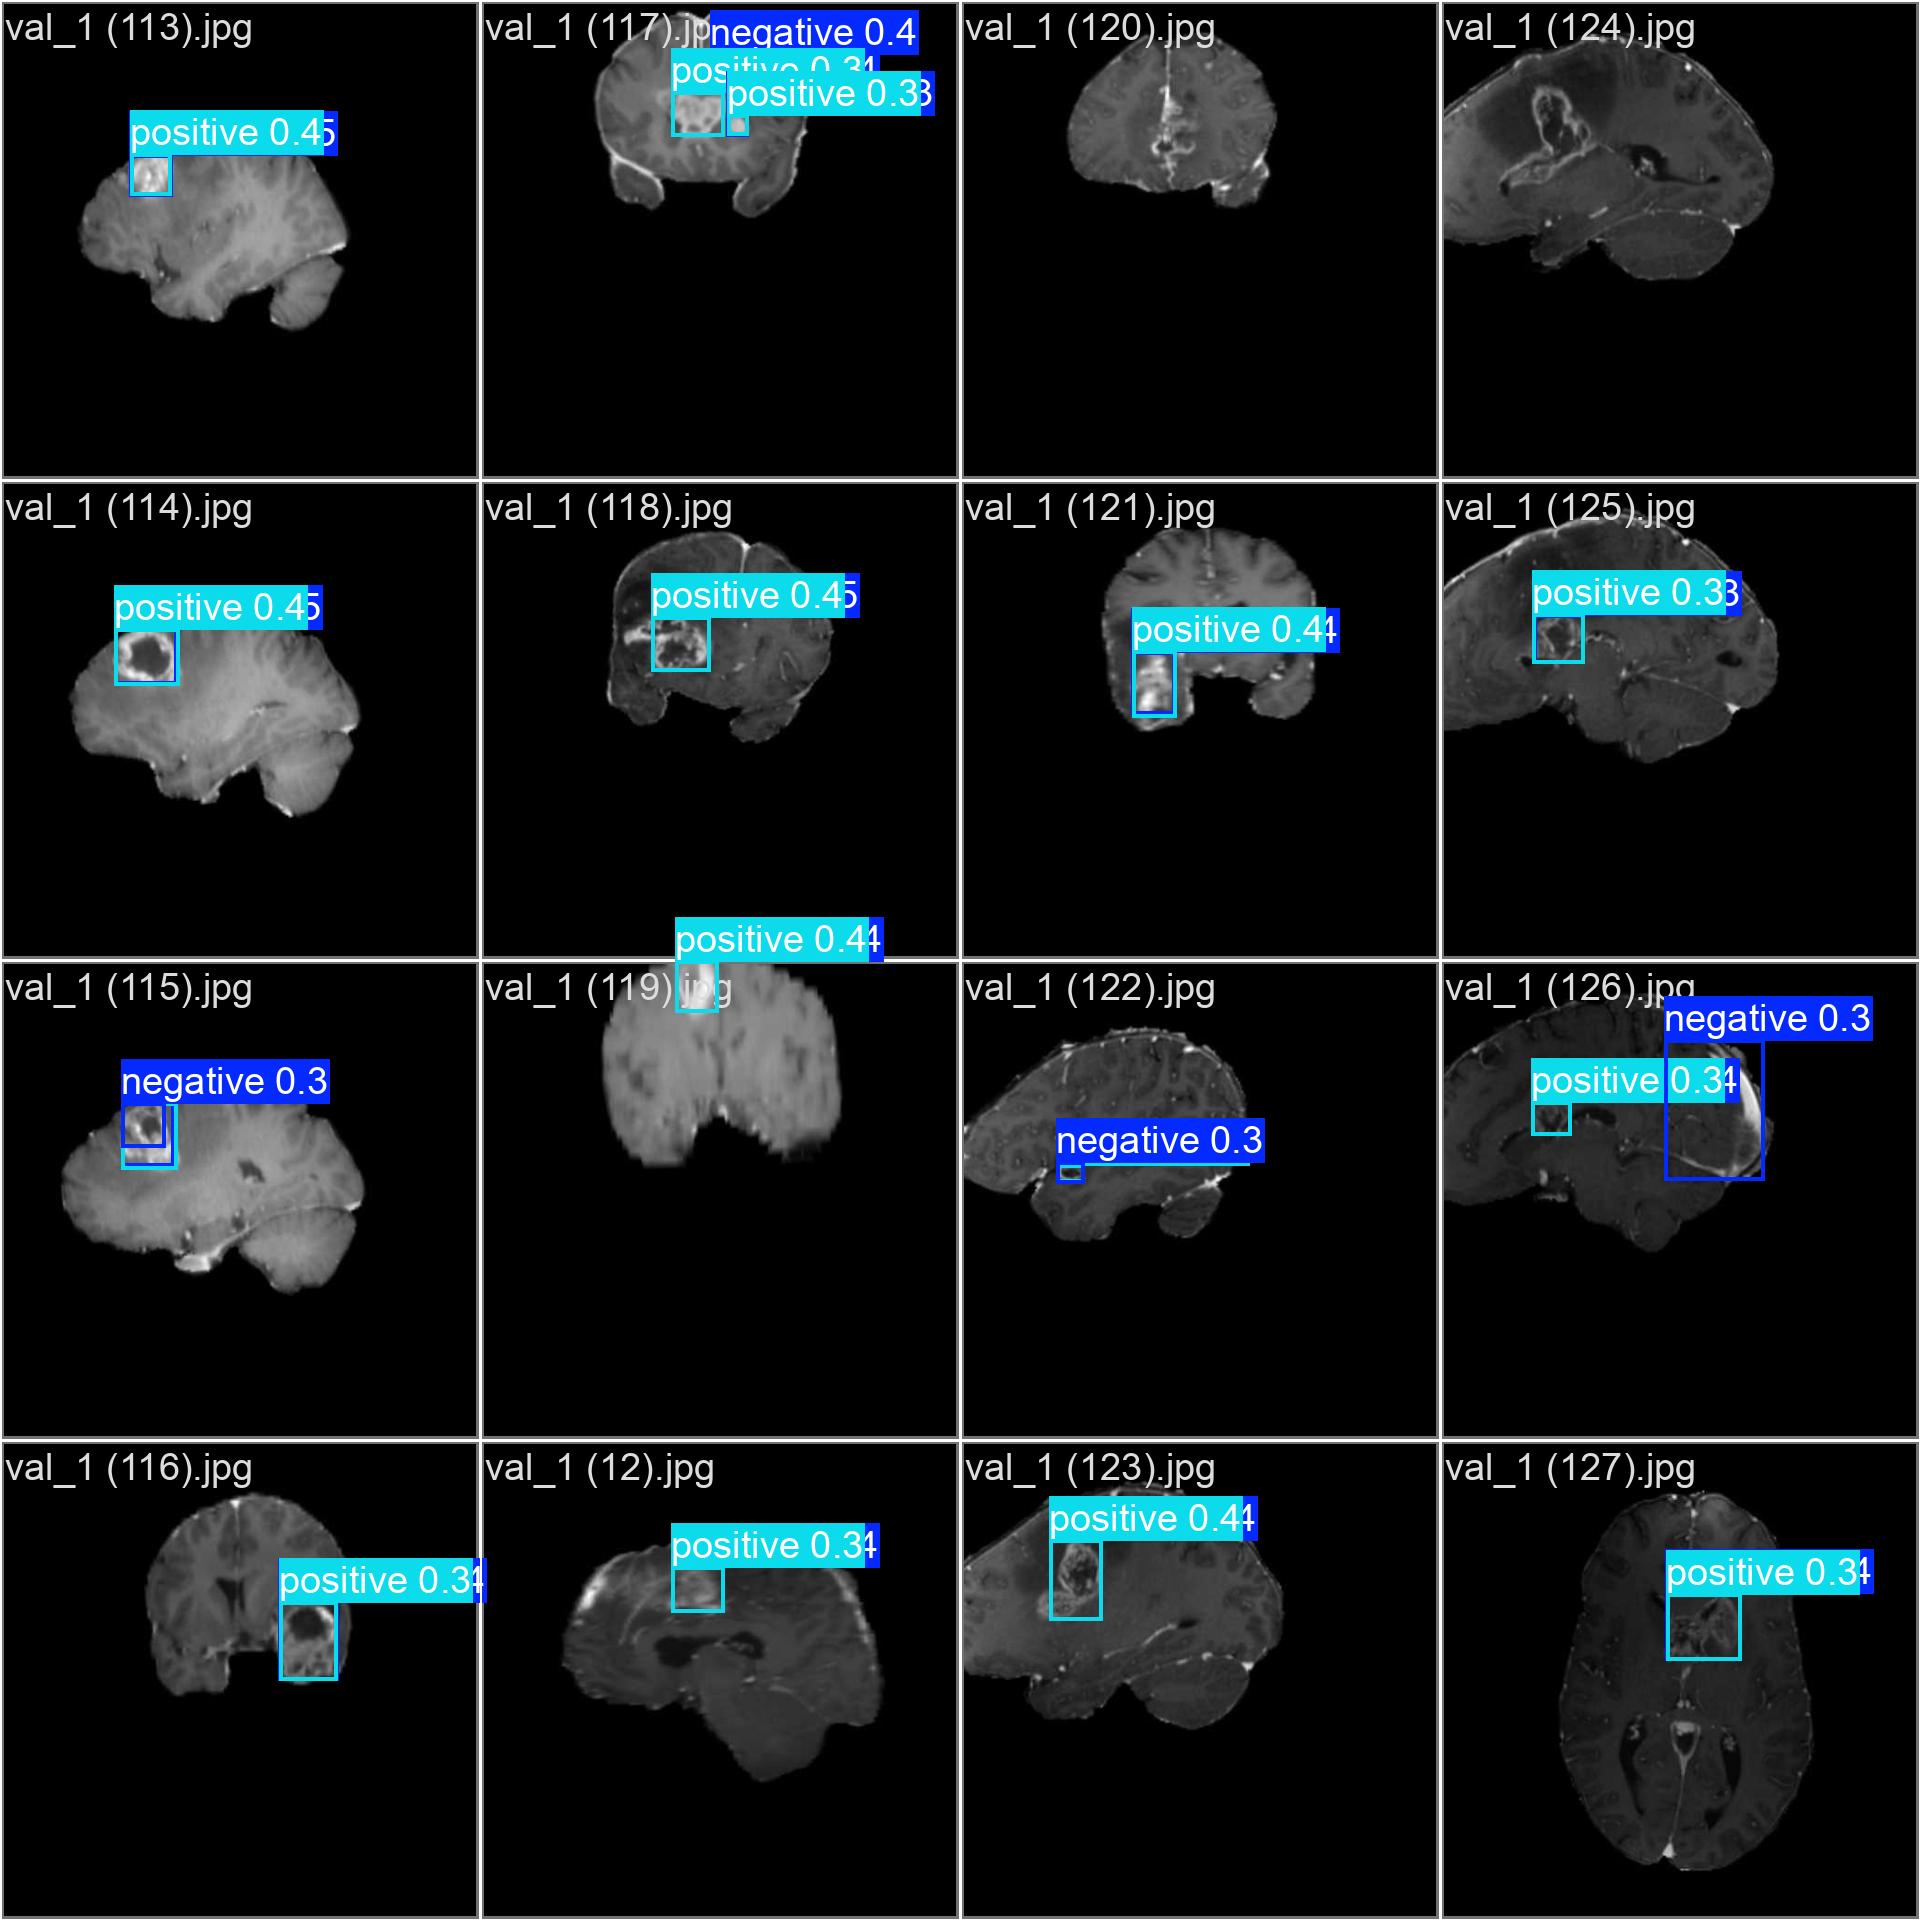 val_1 (113).jpg
positive 0.45
val_1 (117).jp
negative 0.4
positive 0.34
positive 0.33
val_1 (120).jpg
val_1 (124).jpg
val_1 (114).jpg
positive 0.45
val_1 (118).jpg
positive 0.45
val_1 (121).jpg
positive 0.44
val_1 (125).jpg
positive 0.33
val_1 (115).jpg
negative 0.3
positive 0.44
val_1 (119).jpg
val_1 (122).jpg
negative 0.3
val_1 (126).jpg
negative 0.3
positive 0.34
val_1 (116).jpg
positive 0.34
val_1 (12).jpg
positive 0.34
val_1 (123).jpg
positive 0.44
val_1 (127).jpg
positive 0.34